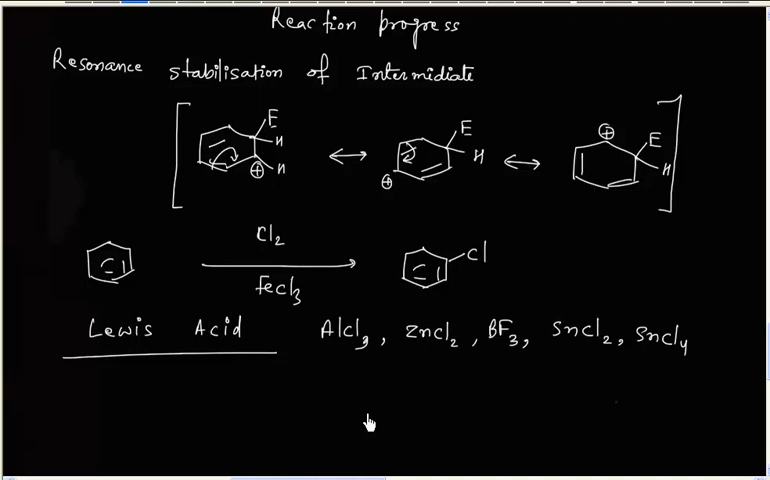 Reaction progress
Resonance stabilisation of Intermidiate
E H ⊕ H ↔ E H ⊕ ↔ ⊕ E H
Cl₂
FeCl₃
Cl
Lewis Acid AlCl₃, ZnCl₂, BF₃, SnCl₂, SnCl₄